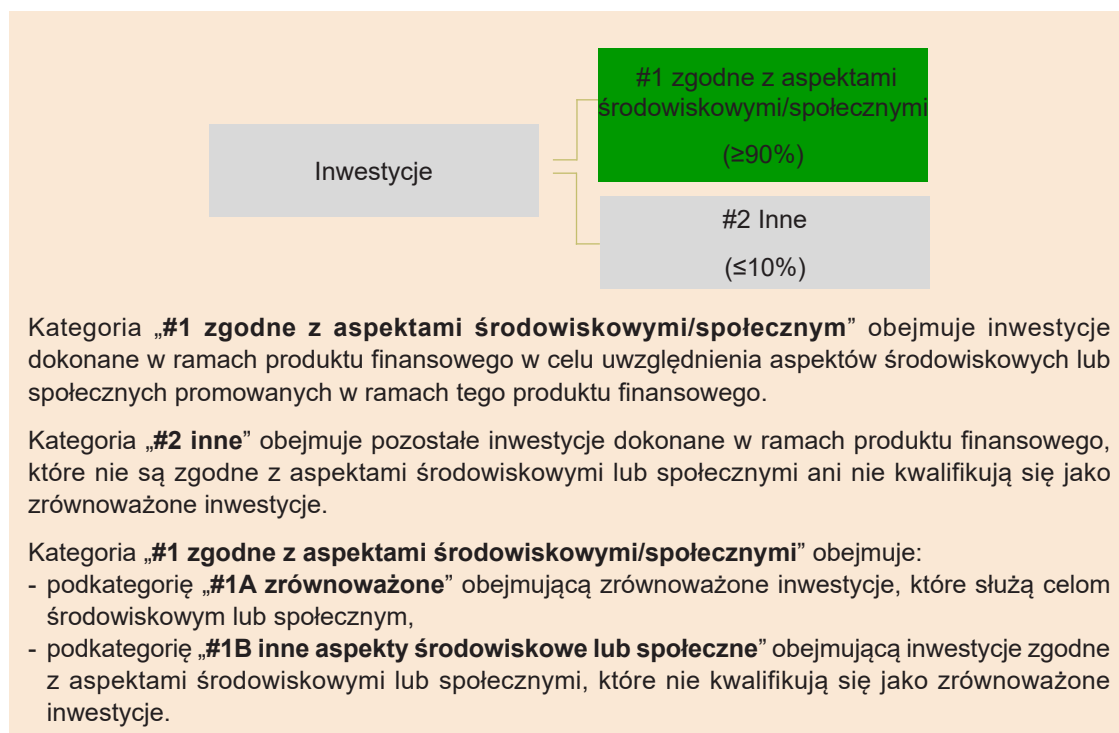 #1 zgodne z aspektami
środowiskowymi/społecznymi
(≥90%)
Inwestycje
#2 Inne
(≤10%)
Kategoria „#1 zgodne z aspektami środowiskowymi/społecznym” obejmuje inwestycje
dokonane w ramach produktu finansowego w celu uwzględnienia aspektów środowiskowych lub
społecznych promowanych w ramach tego produktu finansowego.
Kategoria „#2 inne” obejmuje pozostałe inwestycje dokonane w ramach produktu finansowego,
które nie są zgodne z aspektami środowiskowymi lub społecznymi ani nie kwalifikują się jako
zrównoważone inwestycje.
Kategoria „#1 zgodne z aspektami środowiskowymi/społecznymi” obejmuje:
- podkategorię „#1A zrównoważone” obejmującą zrównoważone inwestycje, które służą celom
środowiskowym lub społecznym,
- podkategorię „#1B inne aspekty środowiskowe lub społeczne” obejmującą inwestycje zgodne
z aspektami środowiskowymi lub społecznymi, które nie kwalifikują się jako zrównoważone
inwestycje.